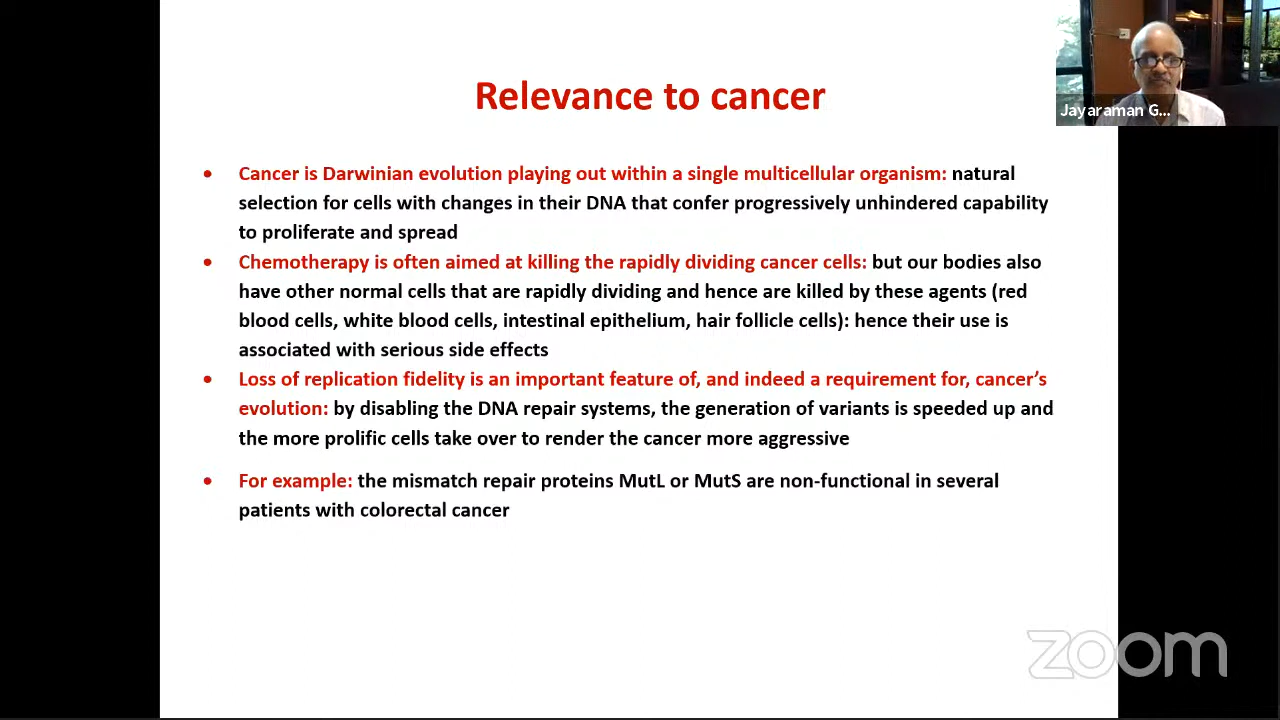 Relevance to cancer
Jayaraman G...
• Cancer is Darwinian evolution playing out within a single multicellular organism: natural
selection for cells with changes in their DNA that confer progressively unhindered capability
to proliferate and spread
• Chemotherapy is often aimed at killing the rapidly dividing cancer cells: but our bodies also
have other normal cells that are rapidly dividing and hence are killed by these agents (red
blood cells, white blood cells, intestinal epithelium, hair follicle cells): hence their use is
associated with serious side effects
• Loss of replication fidelity is an important feature of, and indeed a requirement for, cancer’s
evolution: by disabling the DNA repair systems, the generation of variants is speeded up and
the more prolific cells take over to render the cancer more aggressive
• For example: the mismatch repair proteins MutL or MutS are non-functional in several
patients with colorectal cancer
zoom